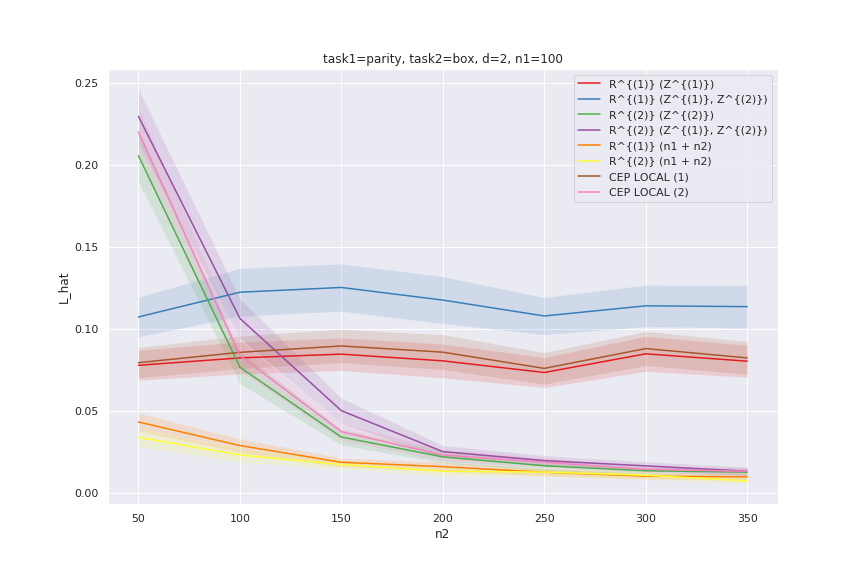 task1=parity, task2=box, d=2, n1=100
R^{(1)} (Z^{(1)})
R^{(1)} (Z^{(1)}, Z^{(2)})
R^{(2)} (Z^{(2)})
R^{(2)} (Z^{(1)}, Z^{(2)})
R^{(1)} (n1 + n2)
R^{(2)} (n1 + n2)
CEP LOCAL (1)
CEP LOCAL (2)
L_hat
0.25
0.20
0.15
0.10
0.05
0.00
50 100 150 200 250 300 350
n2